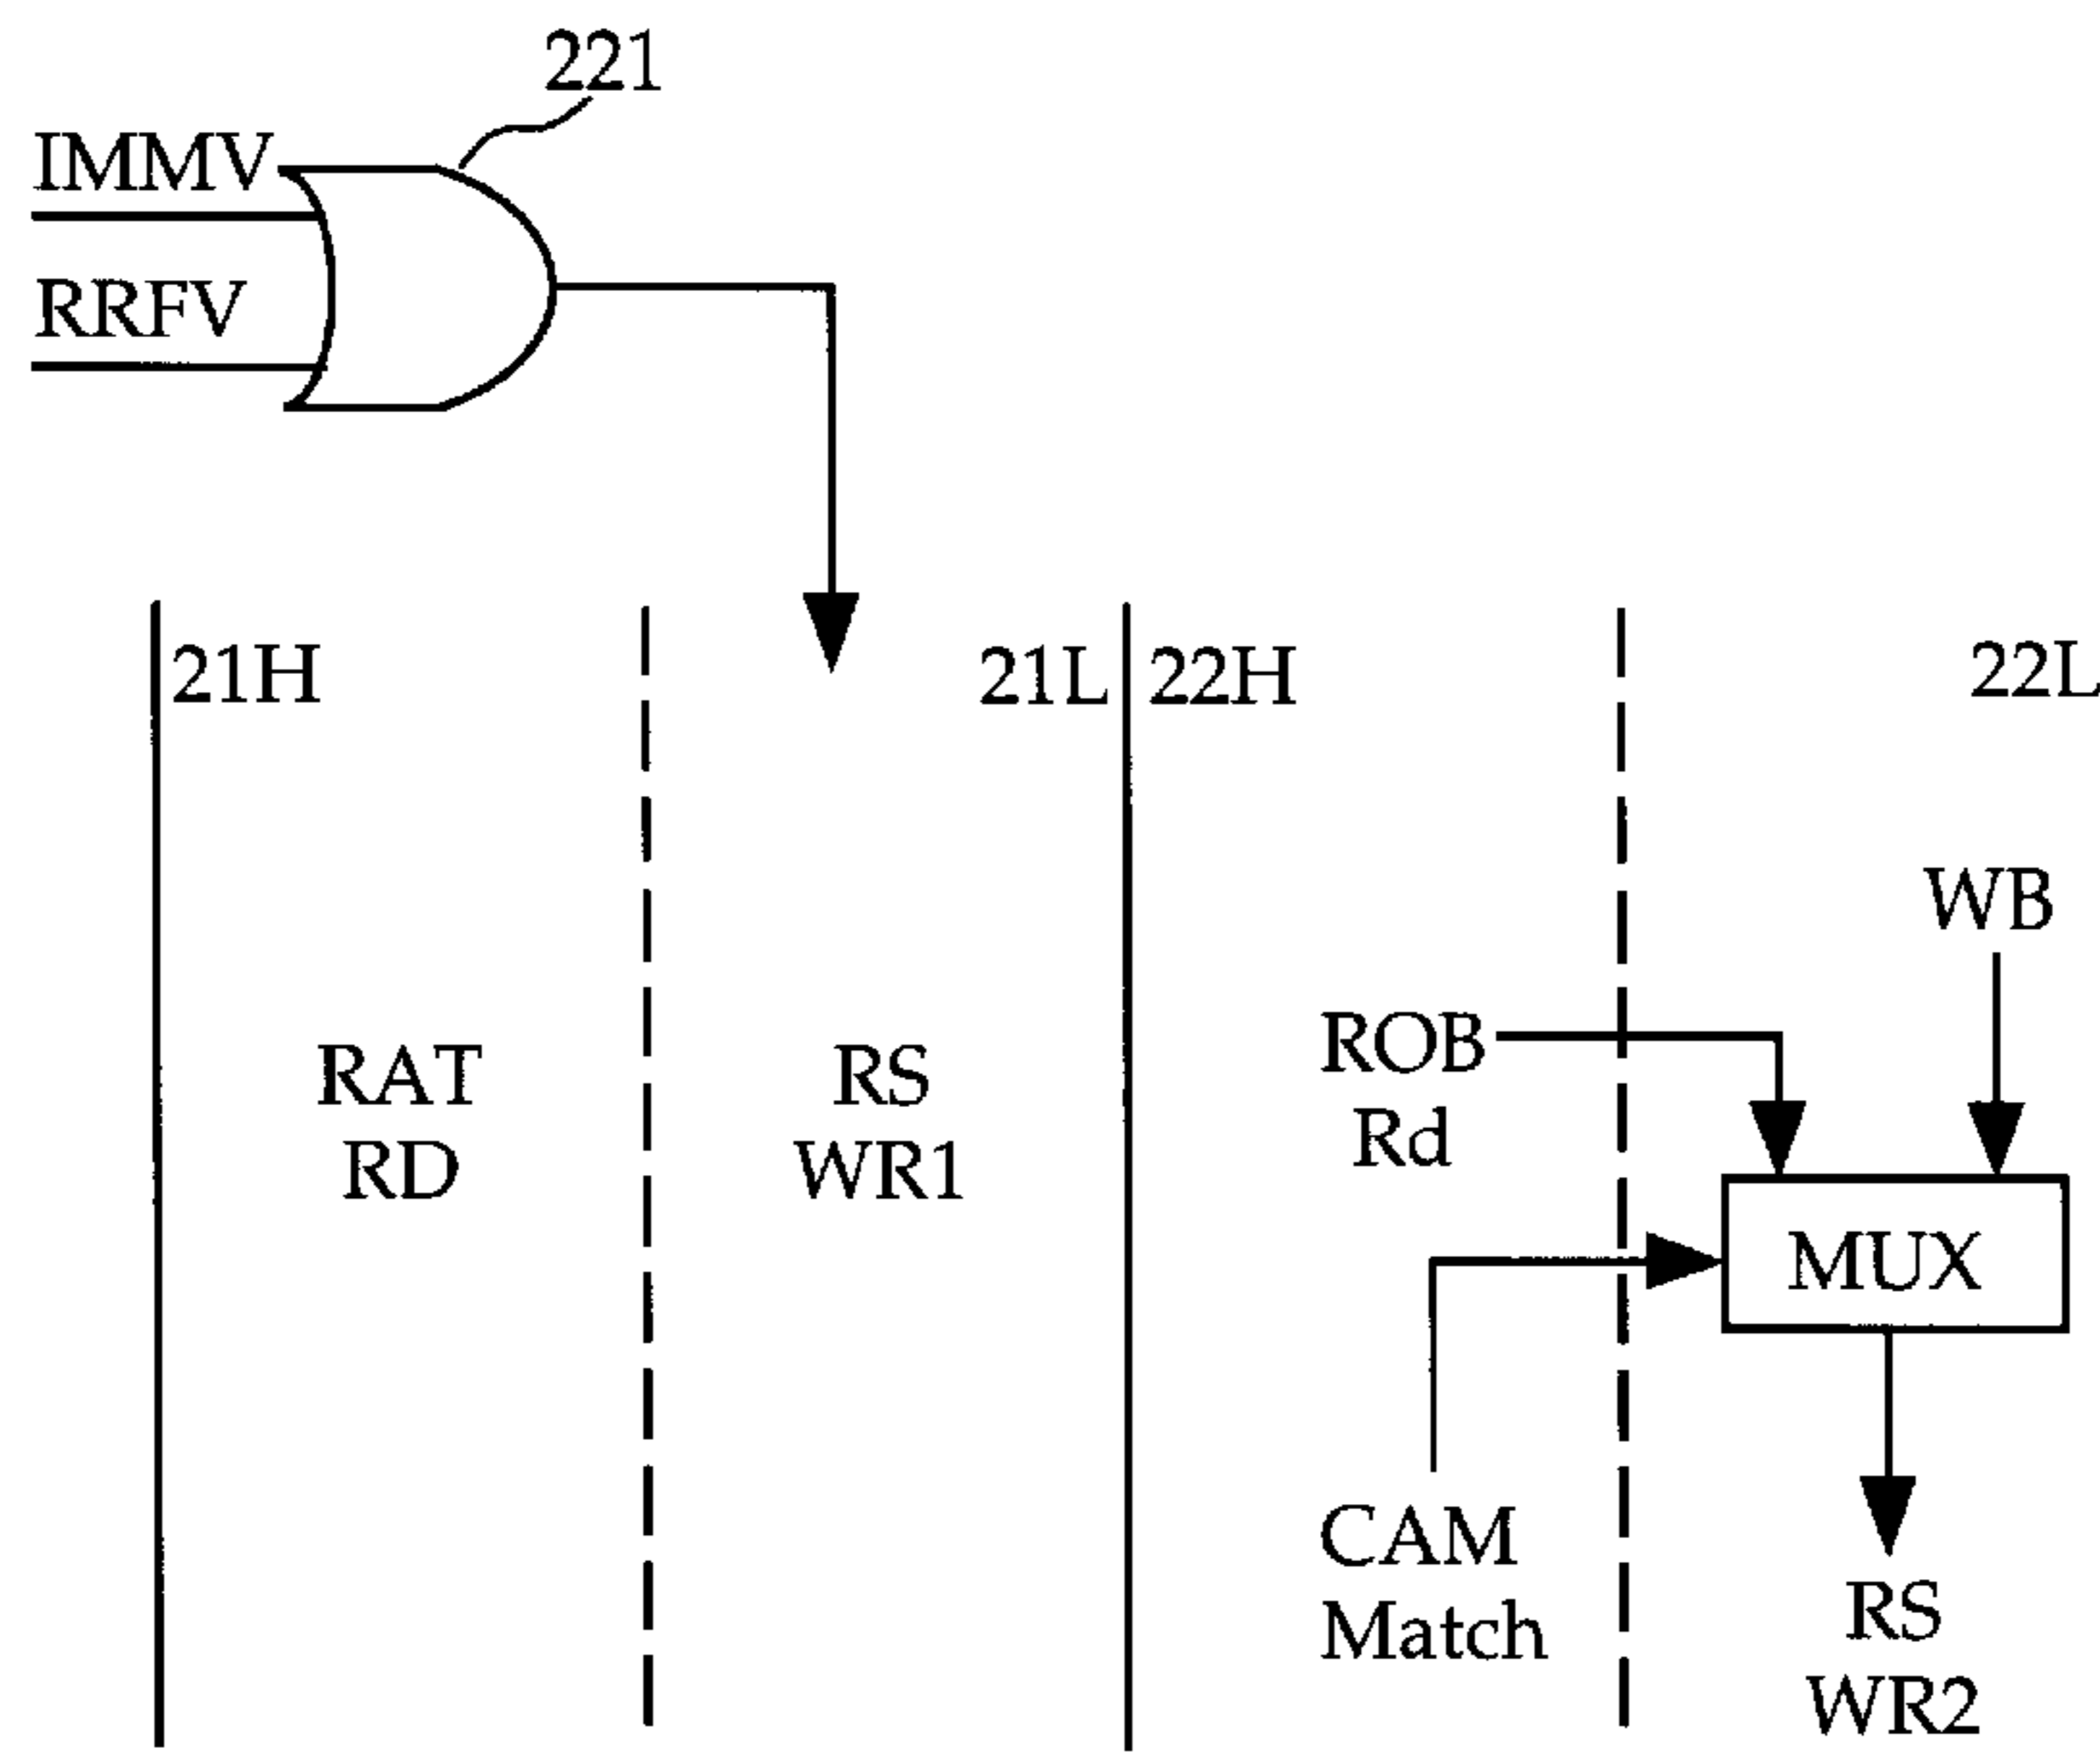 221
IMMV
RRFV
21H
21L
22H
22L
WB
ROB
Rd
RAT
RD
RS
WR1
MUX
CAM
Match
RS
WR2